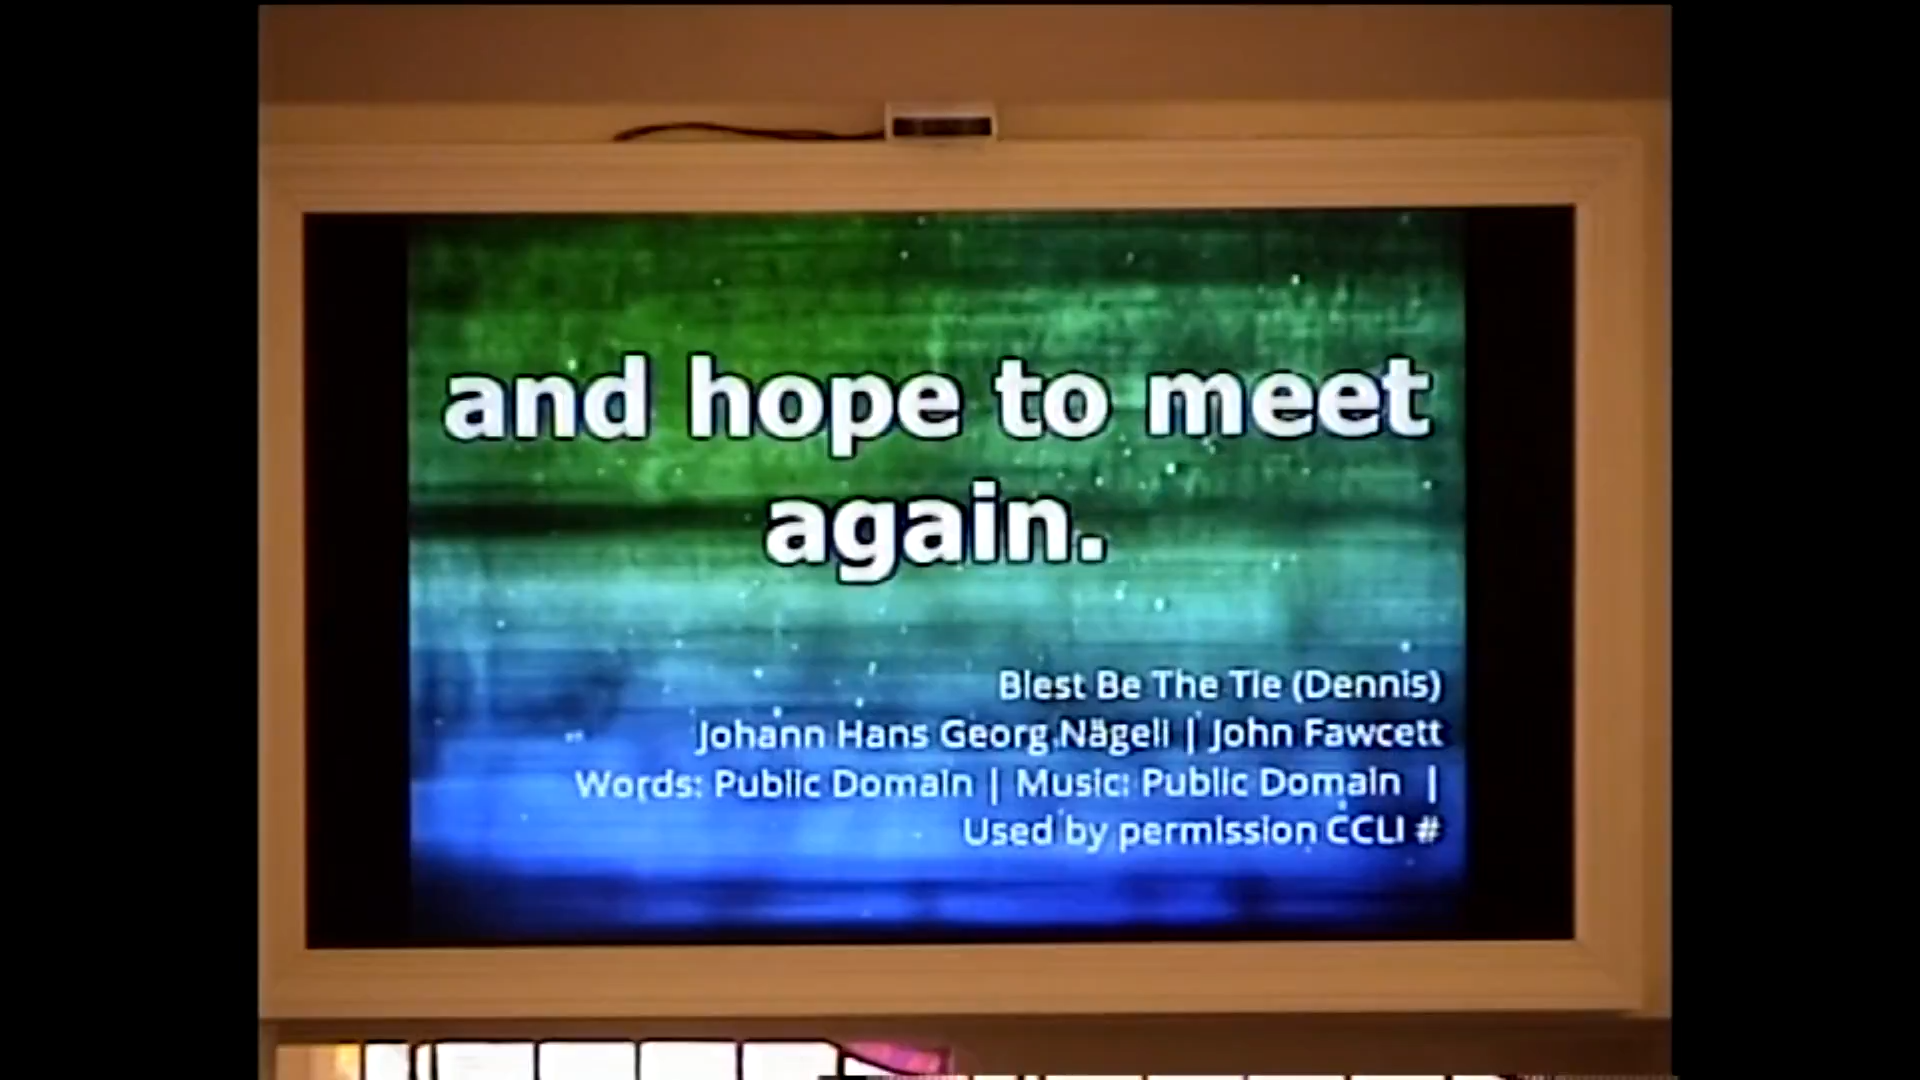 and hope to meet
again.
Blest Be The Tie (Dennis)
Johann Hans Georg Nägeli | John Fawcett
Words: Public Domain | Music: Public Domain |
Used by permission CCLI #